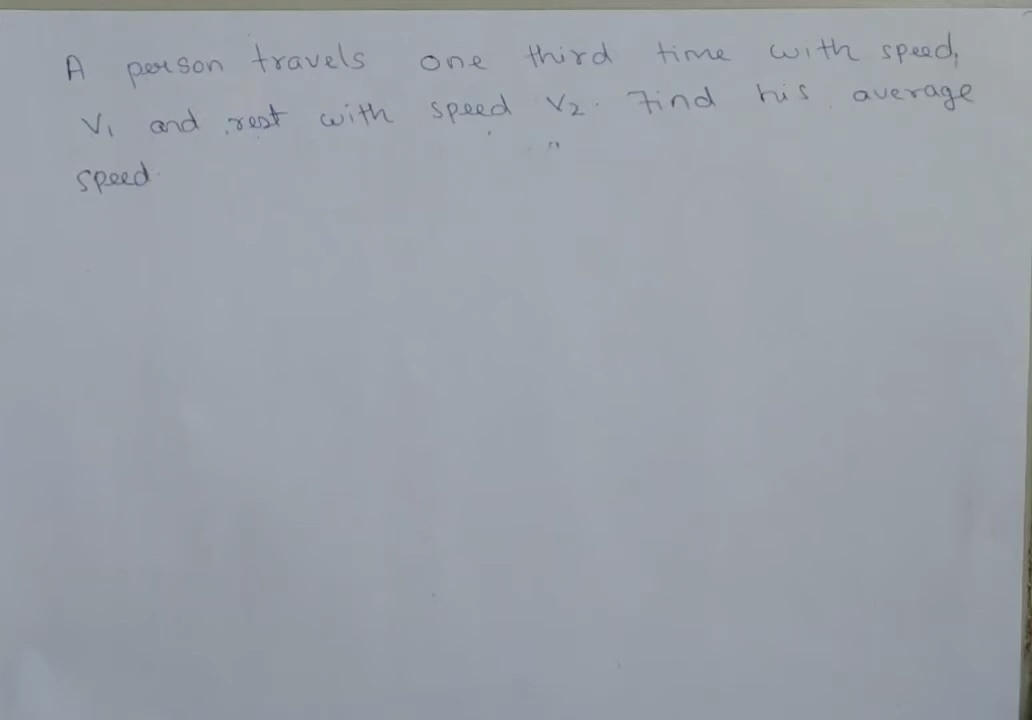 A person travels one third time with speed,
V₁ and rest with speed V₂. Find his average
speed.